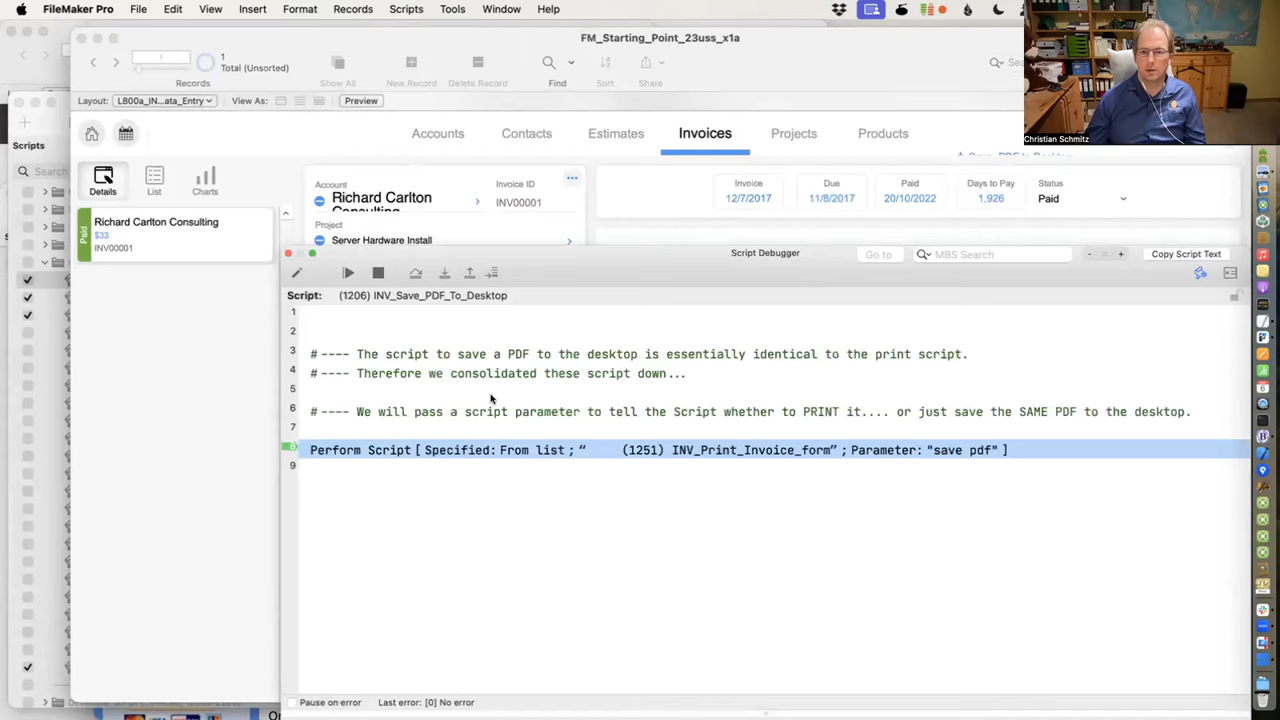 FileMaker Pro File Edit View Insert Format Records Scripts Tools Window Help
FM_Starting_Point_23uss_x1a
1
1
Total (Unsorted)
Records
Show All
New Record
Delete Record
Find
Sort
Share
Layout: L800a_IN...ata_Entry View As: Preview
Scripts
Search
Accounts Contacts Estimates Invoices Projects Products
Details List Charts
Paid
Richard Carlton Consulting
$33
INV00001
Account
Richard Carlton
Invoice ID
INV00001
Project
Server Hardware Install
Invoice
12/7/2017
Due
11/8/2017
Paid
20/10/2022
Days to Pay
1,926
Status
Paid
Christian Schmitz
Script Debugger
Go to
MBS Search
- +
Copy Script Text
Script: (1206) INV_Save_PDF_To_Desktop
1
2
3 # ---- The script to save a PDF to the desktop is essentially identical to the print script.
4 # ---- Therefore we consolidated these script down...
5
6 # ---- We will pass a script parameter to tell the Script whether to PRINT it.... or just save the SAME PDF to the desktop.
7
8 Perform Script [ Specified: From list ; “ (1251) INV_Print_Invoice_form” ; Parameter: "save pdf" ]
9
Pause on error Last error: [0] No error